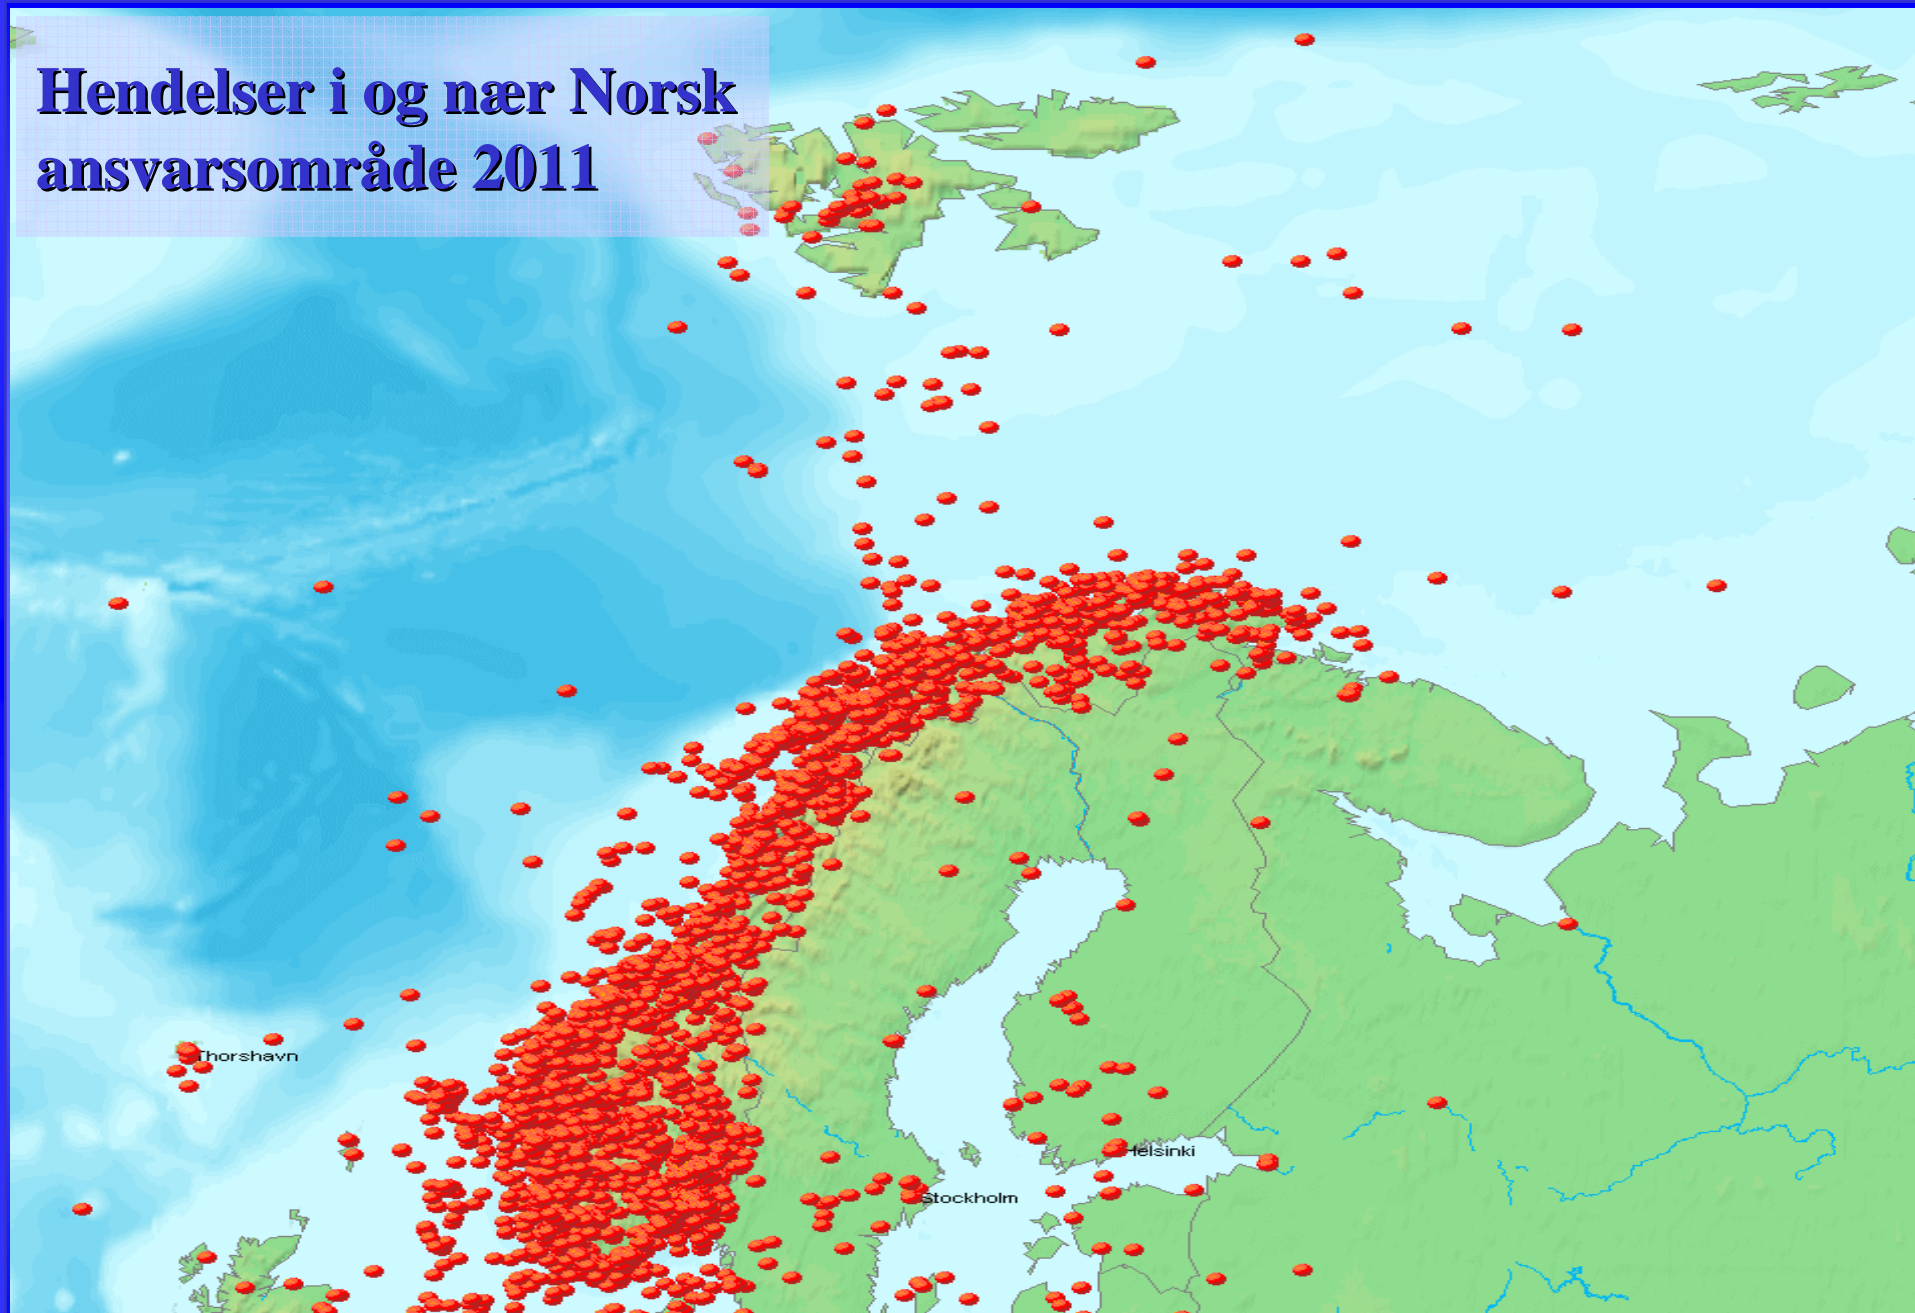 Hendelser i og nær Norsk
ansvarsområde 2011
Thorshavn
Helsinki
Stockholm